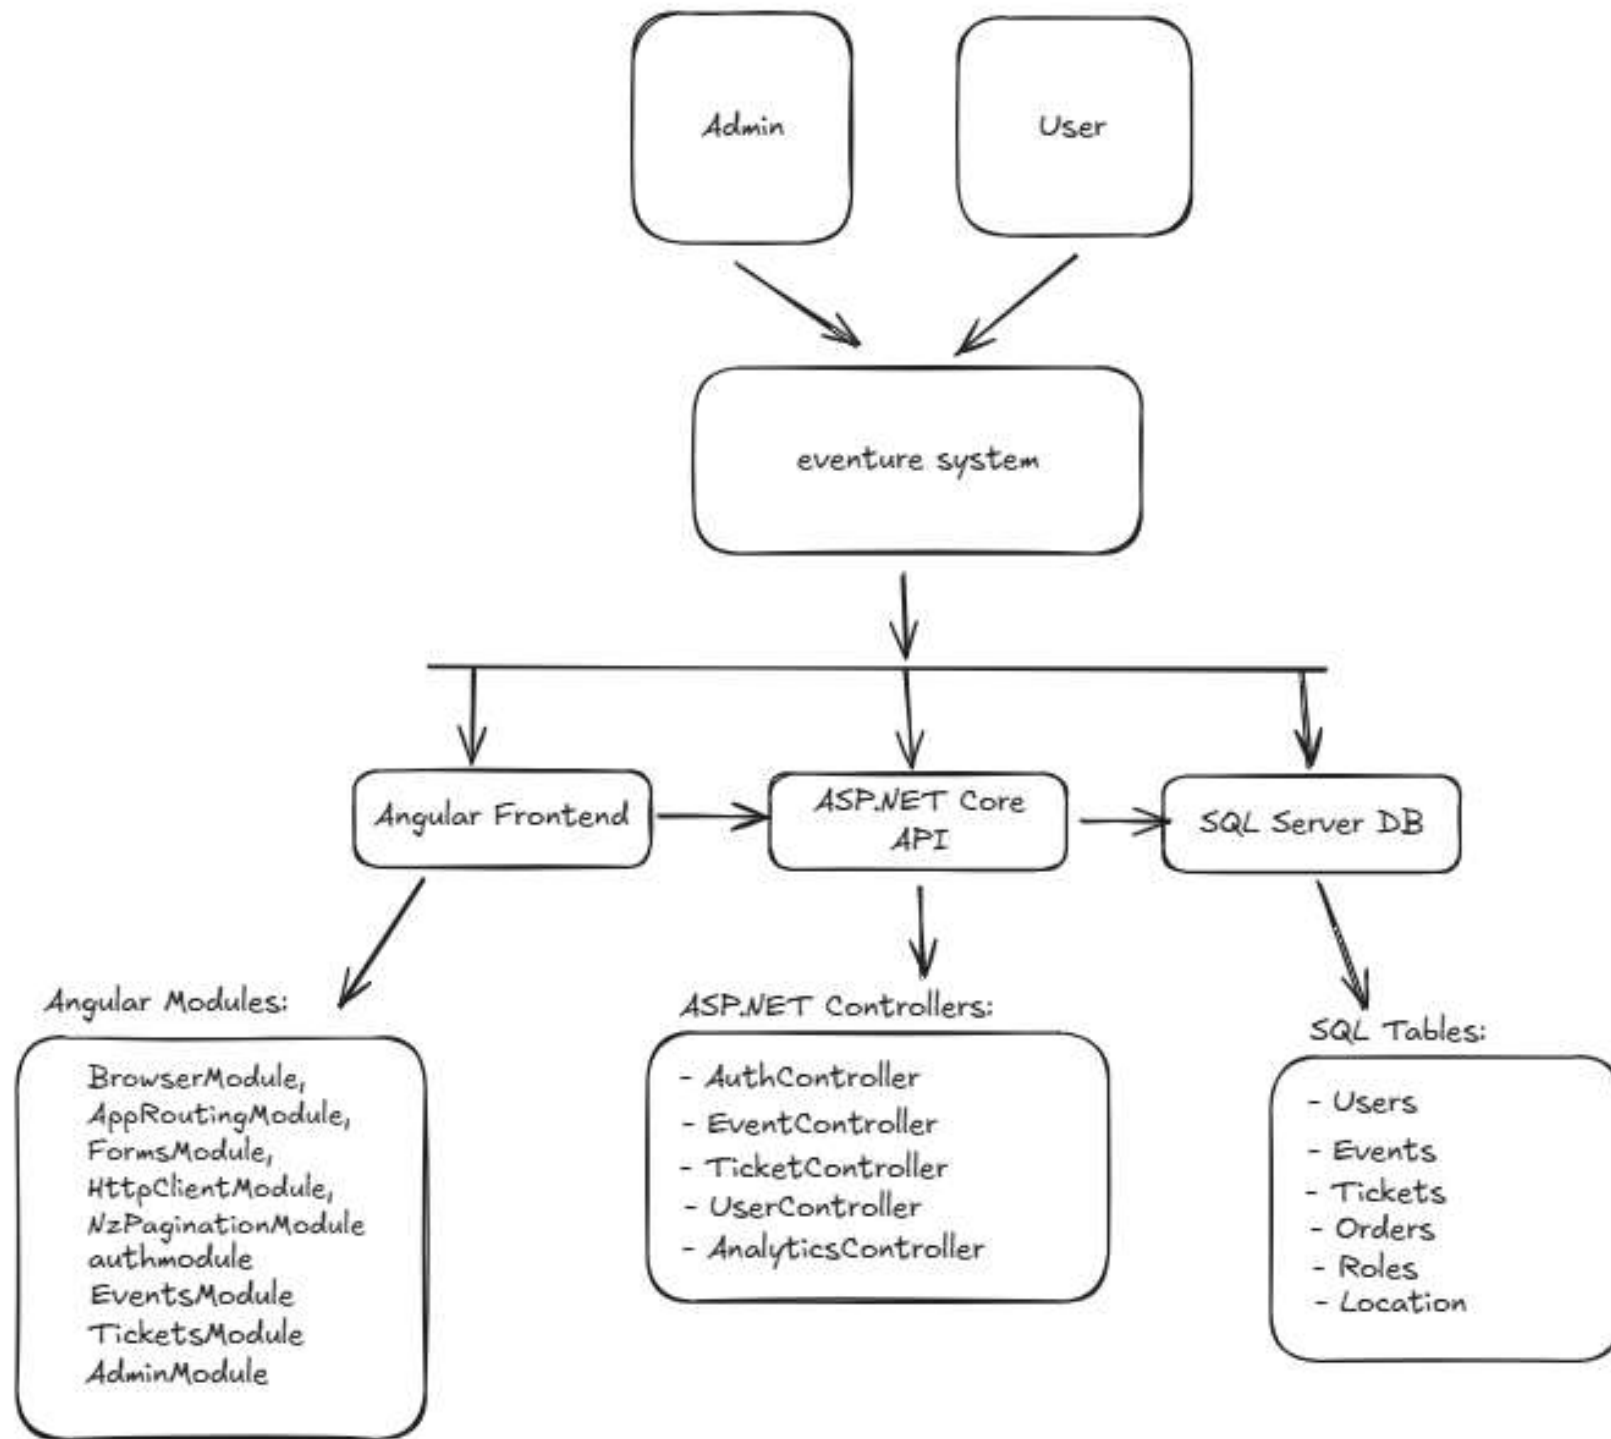 Admin
User
eventure system
Angular Frontend
ASP.NET Core
API
SQL Server DB
Angular Modules:
BrowserModule,
AppRoutingModule,
FormsModule,
HttpClientModule,
NzPaginationModule
authmodule
EventsModule
TicketsModule
AdminModule
ASP.NET Controllers:
- AuthController
- EventController
- TicketController
- UserController
- AnalyticsController
SQL Tables:
- Users
- Events
- Tickets
- Orders
- Roles
- Location